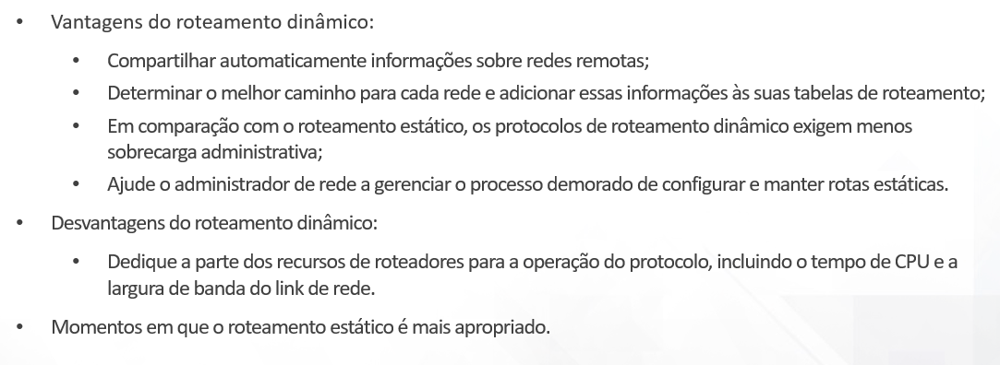 • Vantagens do roteamento dinâmico:
• Compartilhar automaticamente informações sobre redes remotas;
• Determinar o melhor caminho para cada rede e adicionar essas informações às suas tabelas de roteamento;
• Em comparação com o roteamento estático, os protocolos de roteamento dinâmico exigem menos
sobrecarga administrativa;
• Ajude o administrador de rede a gerenciar o processo demorado de configurar e manter rotas estáticas.
• Desvantagens do roteamento dinâmico:
• Dedique a parte dos recursos de roteadores para a operação do protocolo, incluindo o tempo de CPU e a
largura de banda do link de rede.
• Momentos em que o roteamento estático é mais apropriado.